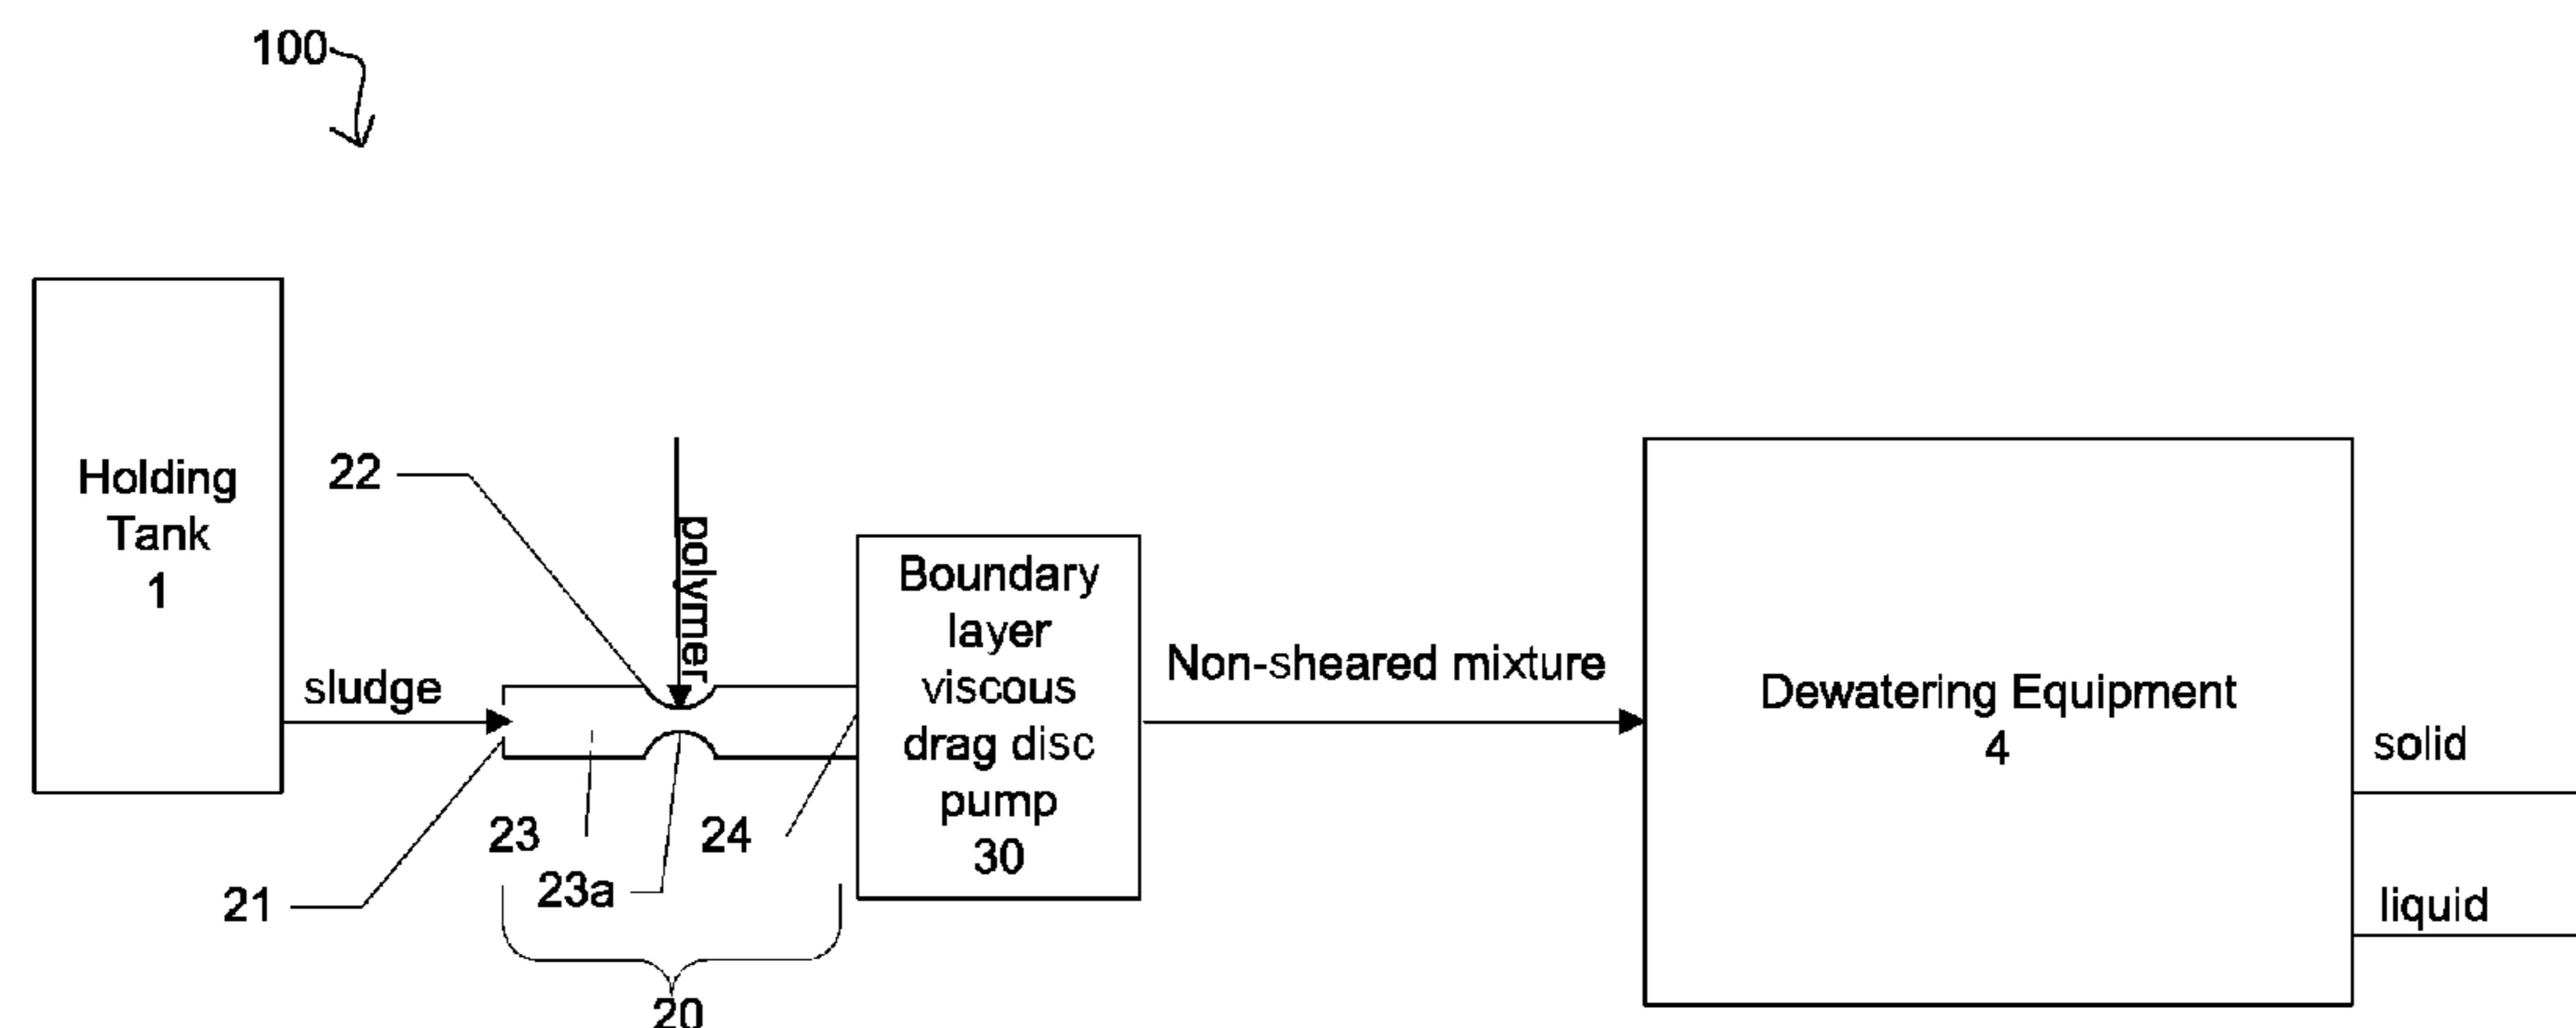 100
Holding
Tank
1
sludge
22
polymer
21
23
23a
24
20
Boundary
layer
viscous
drag disc
pump
30
Non-sheared mixture
Dewatering Equipment
4
solid
liquid